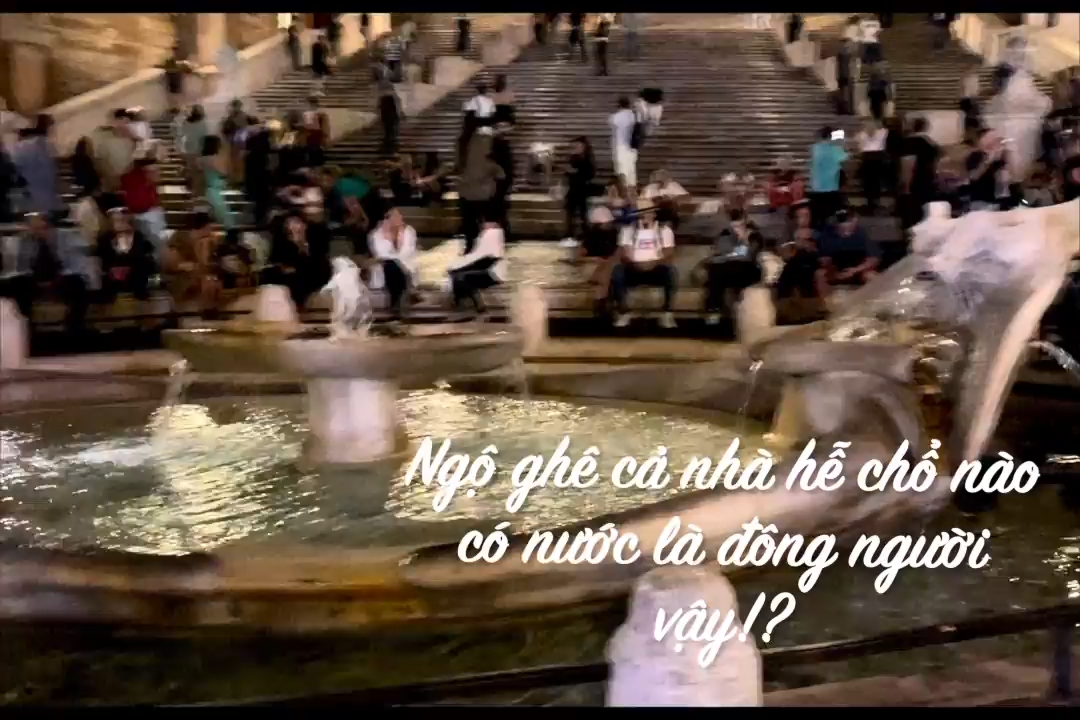 Ngộ ghê cả nhà hễ chổ nào
có nước là đông người
vậy!?